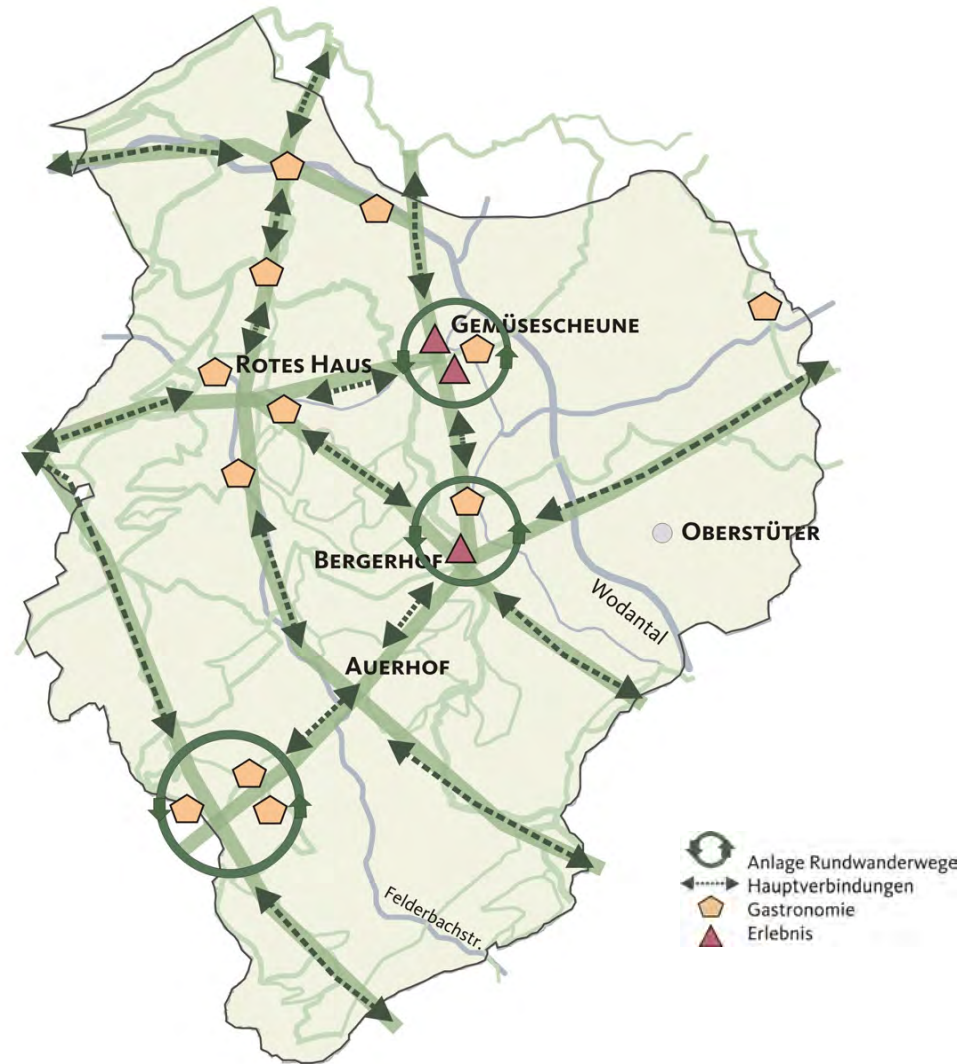 Gemüsescheune
Rotes Haus
Oberstüter
Bergerhof
Wodantal
Auerhof
Felderbachstr.
Anlage Rundwanderwege
Hauptverbindungen
Gastronomie
Erlebnis